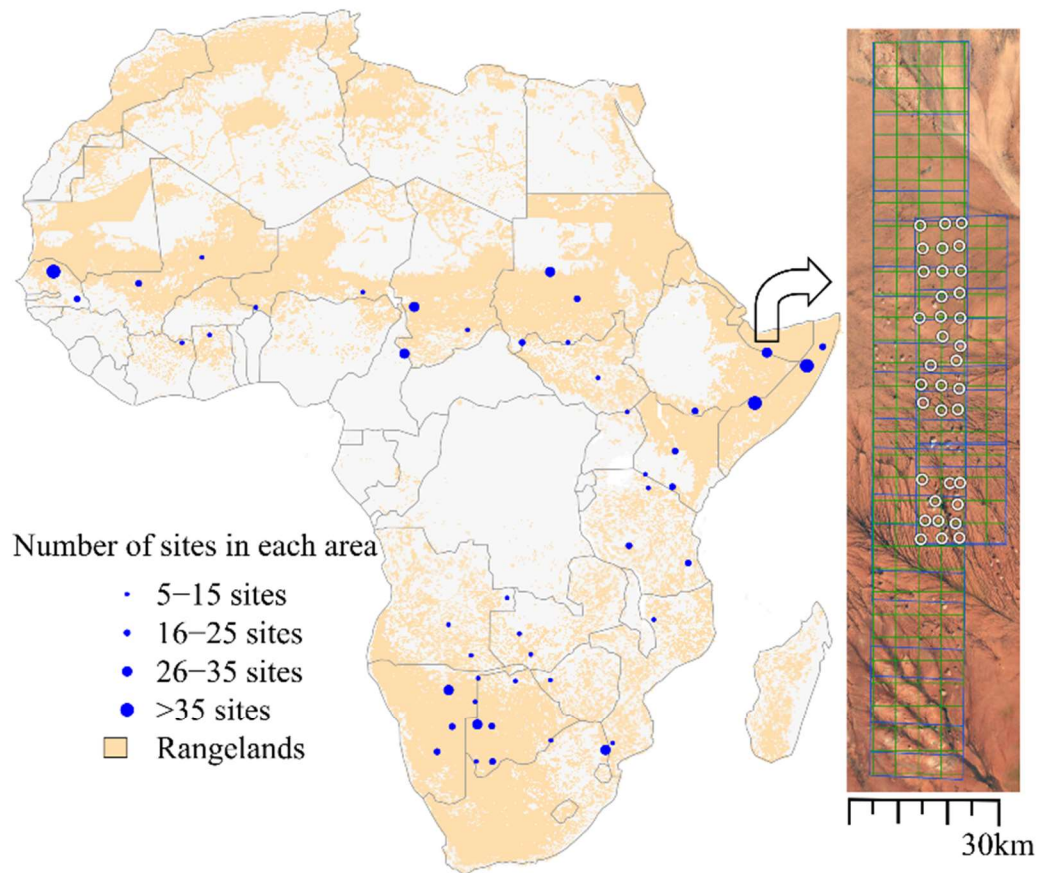 Number of sites in each area
5−15 sites
16−25 sites
26−35 sites
>35 sites
Rangelands
30km